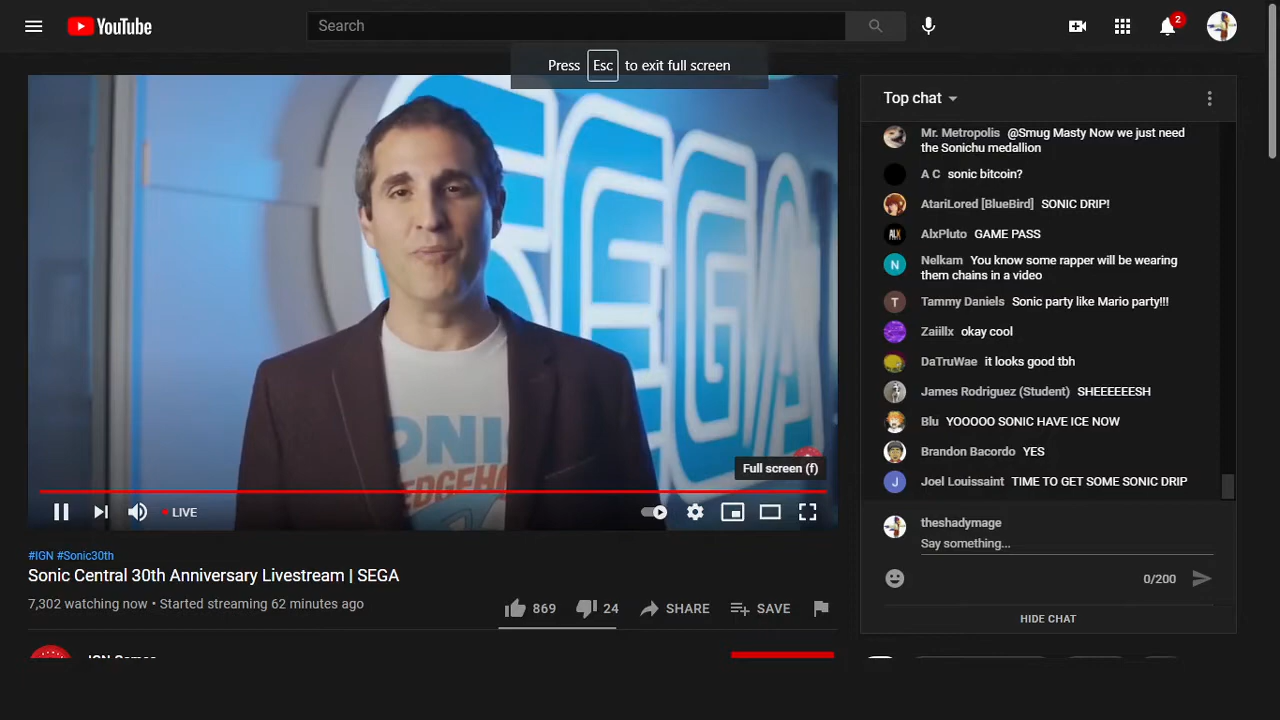 YouTube
Search
2
Press Esc to exit full screen
SEGA
SONIC
Full screen (f)
LIVE
#IGN #Sonic30th
Sonic Central 30th Anniversary Livestream | SEGA
7,302 watching now • Started streaming 62 minutes ago
869
24
SHARE
SAVE
Top chat
Mr. Metropolis @Smug Masty Now we just need
the Sonichu medallion
A C sonic bitcoin?
AtariLored [BlueBird] SONIC DRIP!
ALX
AlxPluto GAME PASS
N
Nelkam You know some rapper will be wearing
them chains in a video
T
Tammy Daniels Sonic party like Mario party!!!
Zaiillx okay cool
DaTruWae it looks good tbh
James Rodriguez (Student) SHEEEEESH
Blu YOOOOO SONIC HAVE ICE NOW
Brandon Bacordo YES
J
Joel Louissaint TIME TO GET SOME SONIC DRIP
theshadymage
Say something...
0/200
HIDE CHAT